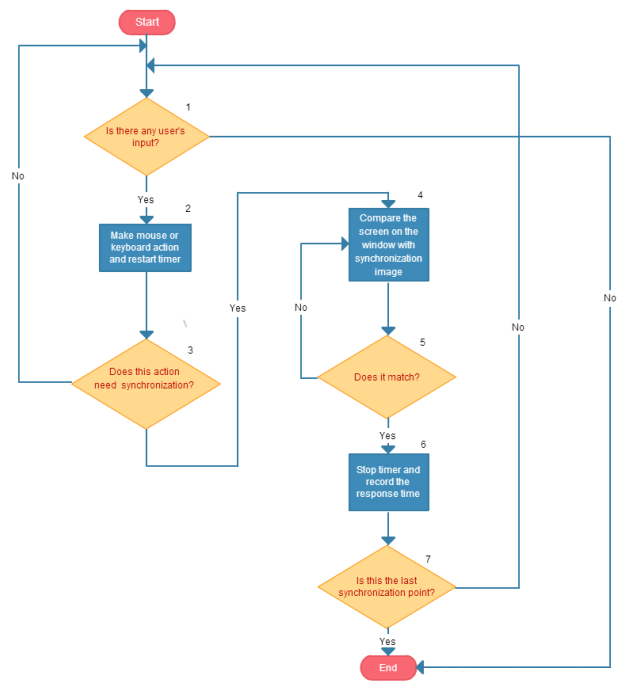 Start
1
Is there any user's
input?
No
Yes
2
Make mouse or
keyboard action
and restart timer
3
Does this action
need synchronization?
Yes
4
Compare the
screen on the
window with
synchronization
image
No
5
Does it match?
Yes
6
Stop timer and
record the
response time
7
Is this the last
synchronization point?
No
No
Yes
End